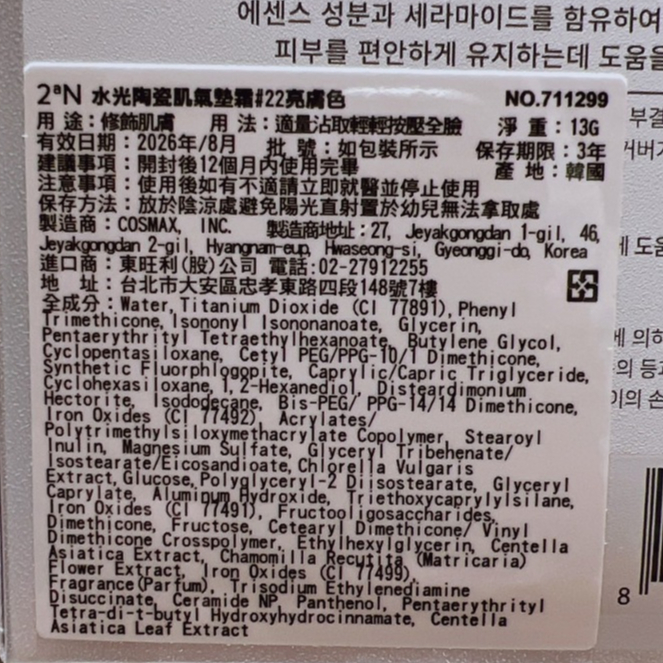 에센스 성분과 세라마이드를 함유하여
피부를 편안하게 유지하는데 도움을
2aN 水光陶瓷肌氣墊霜#22亮膚色 NO.711299
用 途：修飾肌膚 用 法：適量沾取輕輕按壓全臉 淨 重：13G
有效日期：2026年/8月 批 號：如包裝所示 保存期限：3年
建議事項：開封後12個月內使用完畢 產 地：韓國
注意事項：使用後如有不適請立即就醫並停止使用
保存方法：放於陰涼處避免陽光直射置於幼兒無法拿取處
製造商：COSMAX, INC. 製造商地址：27, Jeyakgongdan 1-gil, 46,
Jeyakgongdan 2-gil, Hyangnam-eup, Hwaseong-si, Gyeonggi-do, Korea
進口商：東旺利(股)公司 電話:02-27912255
地 址：台北市大安區忠孝東路四段148號7樓
全成分：Water, Titanium Dioxide (CI 77891), Phenyl
Trimethicone, Isononyl Isononanoate, Glycerin,
Pentaerythrityl Tetraethylhexanoate, Butylene Glycol,
Cyclopentasiloxane, Cetyl PEG/PPG-10/1 Dimethicone,
Synthetic Fluorphlogopite, Caprylic/Capric Triglyceride,
Cyclohexasiloxane, 1,2-Hexanediol, Disteardimonium
Hectorite, Isododecane, Bis-PEG/ PPG-14/14 Dimethicone,
Iron Oxides (CI 77492), Acrylates/
Polytrimethylsiloxymethacrylate Copolymer, Stearoyl
Inulin, Magnesium Sulfate, Glyceryl Tribehenate/
Isostearate/Eicosandioate, Chlorella Vulgaris
Extract, Glucose, Polyglyceryl-2 Diisostearate, Glyceryl
Caprylate, Aluminum Hydroxide, Triethoxycaprylylsilane,
Iron Oxides (CI 77491), Fructooligosaccharides,
Dimethicone, Fructose, Cetearyl Dimethicone/ Vinyl
Dimethicone Crosspolymer, Ethylhexylglycerin, Centella
Asiatica Extract, Chamomilla Recutita (Matricaria)
Flower Extract, Iron Oxides (CI 77499),
Fragrance(Parfum), Trisodium Ethylenediamine
Disuccinate, Ceramide NP, Panthenol, Pentaerythrityl
Tetra-di-t-butyl Hydroxyhydrocinnamate, Centella
Asiatica Leaf Extract
8